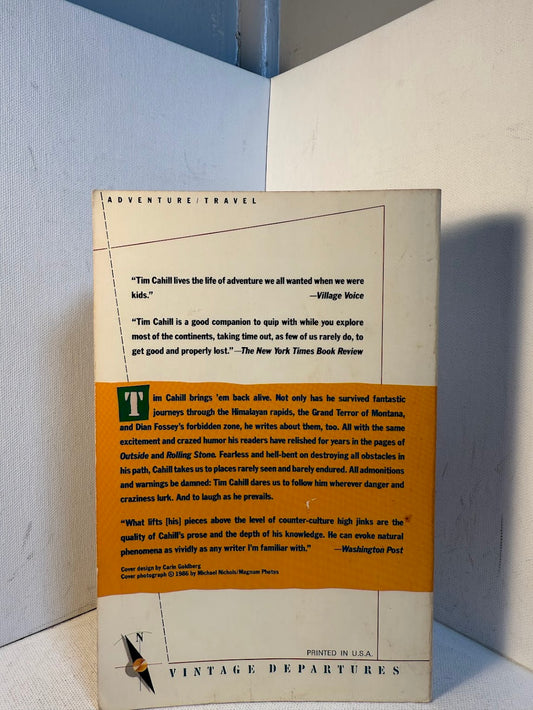 ADVENTURE/TRAVEL
“Tim Cahill lives the life of adventure we all wanted when we were
kids.” —Village Voice
“Tim Cahill is a good companion to quip with while you explore
most of the continents, taking time out, as few of us rarely do, to
get good and properly lost.”—The New York Times Book Review
Tim Cahill brings ’em back alive. Not only has he survived fantastic
journeys through the Himalayan rapids, the Grand Terror of Montana,
and Dian Fossey’s forbidden zone, he writes about them, too. All with the same
excitement and crazed humor his readers have relished for years in the pages of
Outside and Rolling Stone. Fearless and hell-bent on destroying all obstacles in
his path, Cahill takes us to places rarely seen and barely endured. All admonitions
and warnings be damned: Tim Cahill dares us to follow him wherever danger and
craziness lurk. And to laugh as he prevails.
“What lifts [his] pieces above the level of counter-culture high jinks are the
quality of Cahill’s prose and the depth of his knowledge. He can evoke natural
phenomena as vividly as any writer I’m familiar with.” —Washington Post
Cover design by Carin Goldberg
Cover photograph © 1986 by Michael Nichols/Magnum Photos
N
PRINTED IN U.S.A.
VINTAGE DEPARTURES